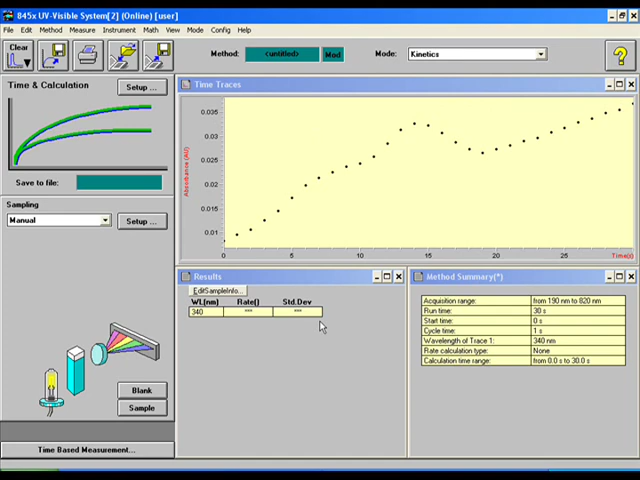 845x UV-Visible System[2] (Online) [user]
File Edit Method Measure Instrument Math View Mode Config Help
Clear
Method: <untitled> Mod Mode: Kinetics
Time & Calculation
Setup ...
Save to file:
Sampling
Manual
Setup ...
Blank
Sample
Time Based Measurement...
Time Traces
Absorbance (AU)
0.035
0.03
0.025
0.02
0.015
0.01
0 5 10 15 20 25 Time(s)
Results
EditSampleInfo...
WL[nm] Rate() Std.Dev
340 *** ***
Method Summary(*)
Acquisition range: from 190 nm to 820 nm
Run time: 30 s
Start time: 0 s
Cycle time: 1 s
Wavelength of Trace 1: 340 nm
Rate calculation type: None
Calculation time range: from 0.0 s to 30.0 s